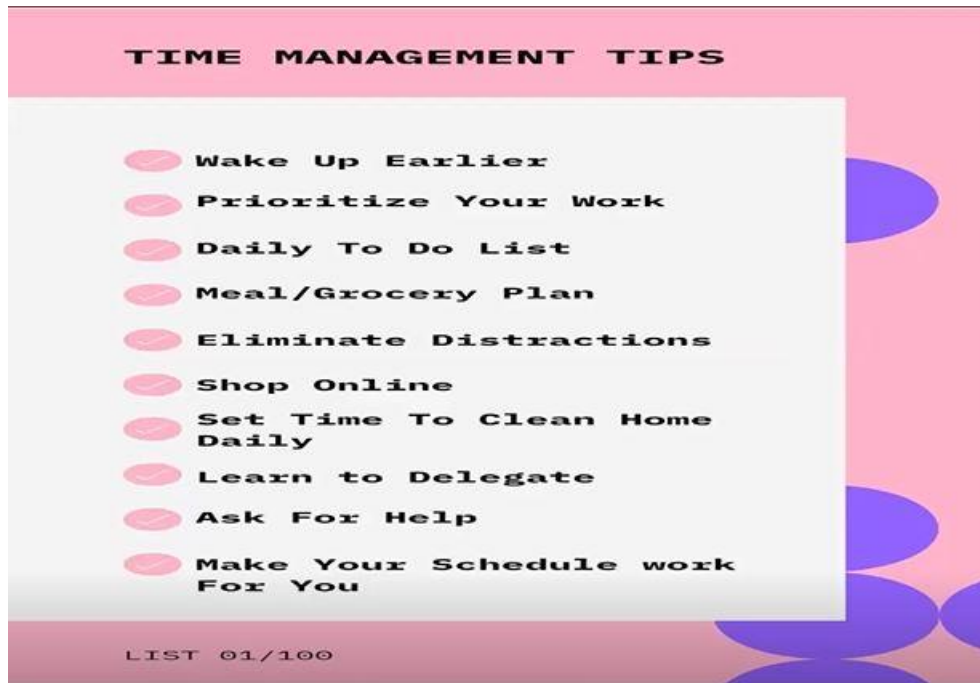 TIME MANAGEMENT TIPS
Wake Up Earlier
Prioritize Your Work
Daily To Do List
Meal/Grocery Plan
Eliminate Distractions
Shop Online
Set Time To Clean Home
Daily
Learn to Delegate
Ask For Help
Make Your Schedule work
For You
LIST 01/100